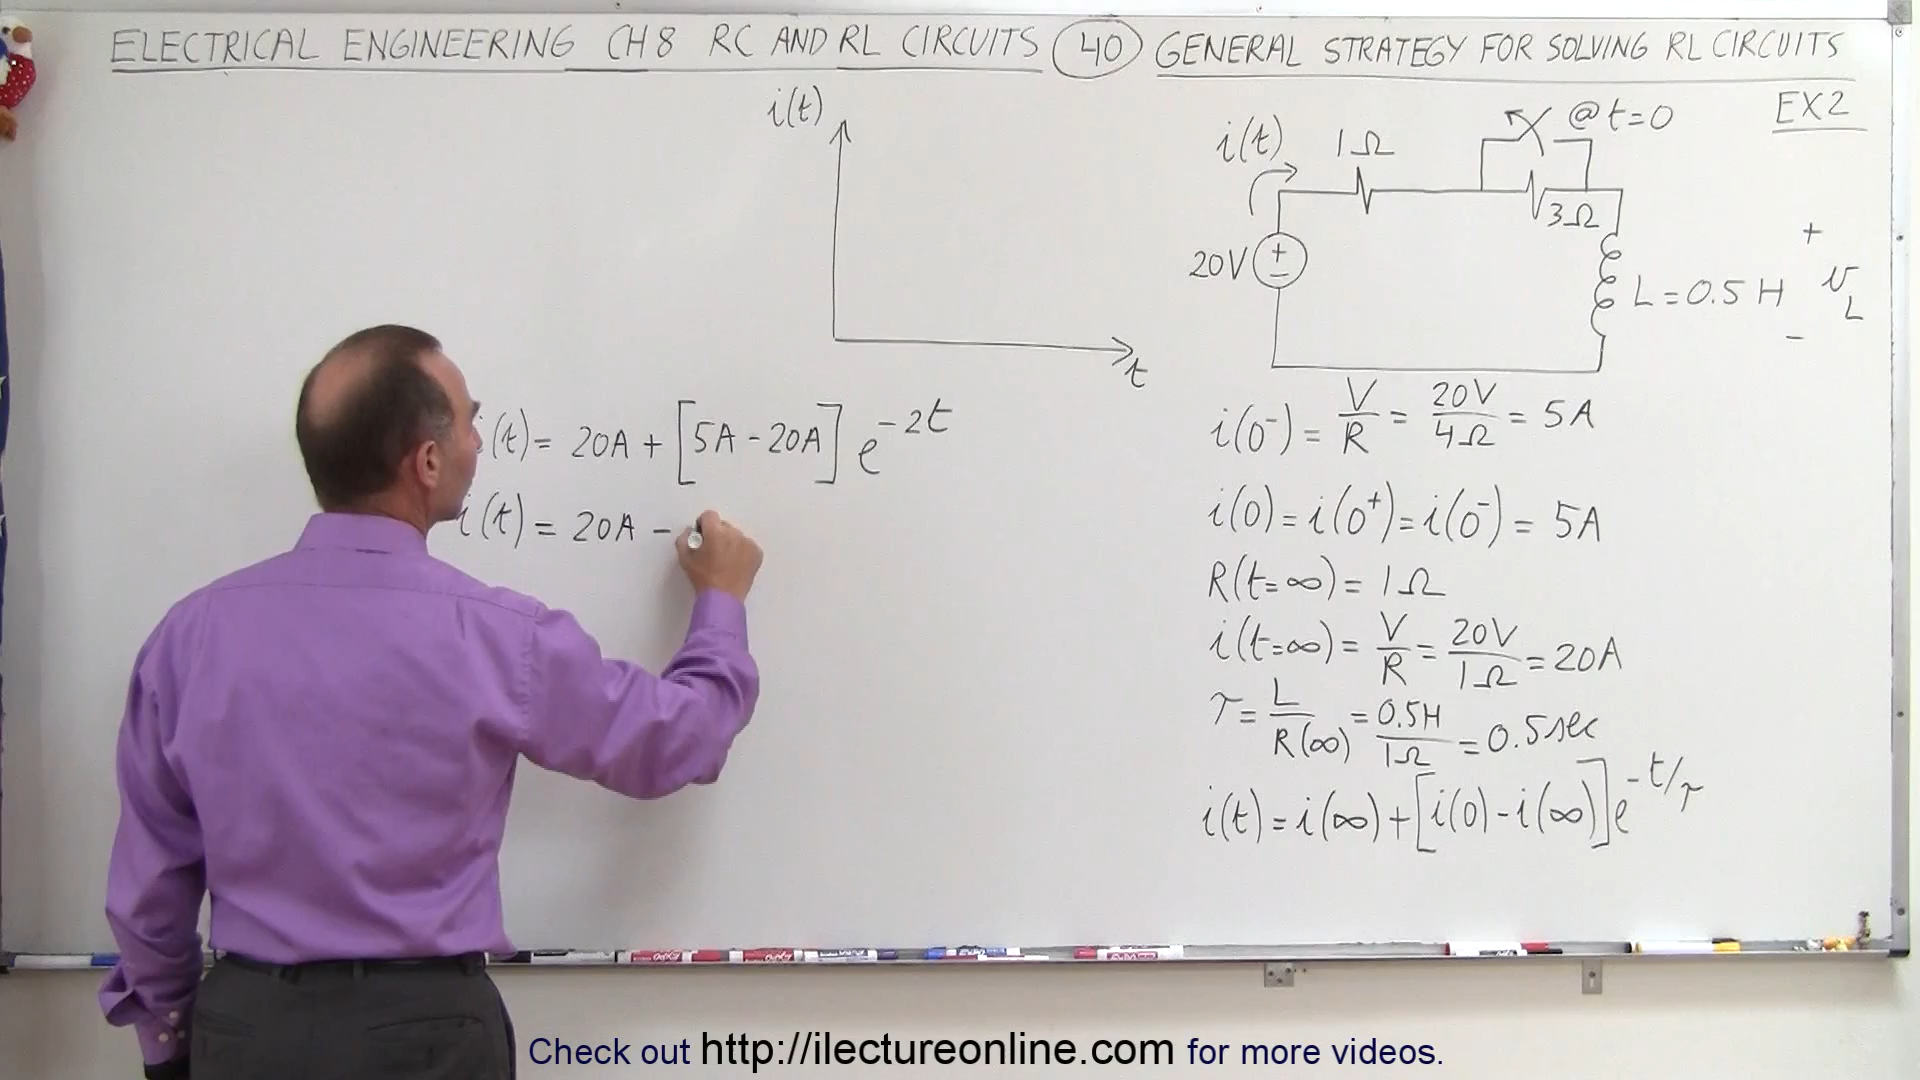 ELECTRICAL ENGINEERING CH 8 RC AND RL CIRCUITS 40 GENERAL STRATEGY FOR SOLVING RL CIRCUITS
EX 2
i(t)
t
i(t)
1Ω
@ t=0
3Ω
20V
+
-
L = 0.5 H
+
v_L
-
i(t) = 20A + [5A - 20A] e^{-2t}
i(t) = 20A -
i(0⁻) = V/R = 20V/4Ω = 5A
i(0) = i(0⁺) = i(0⁻) = 5A
R(t=∞) = 1Ω
i(t=∞) = V/R = 20V/1Ω = 20A
τ = L/R(∞) = 0.5H/1Ω = 0.5 sec
i(t) = i(∞) + [i(0) - i(∞)] e^{-t/τ}
Check out http://ilectureonline.com for more videos.